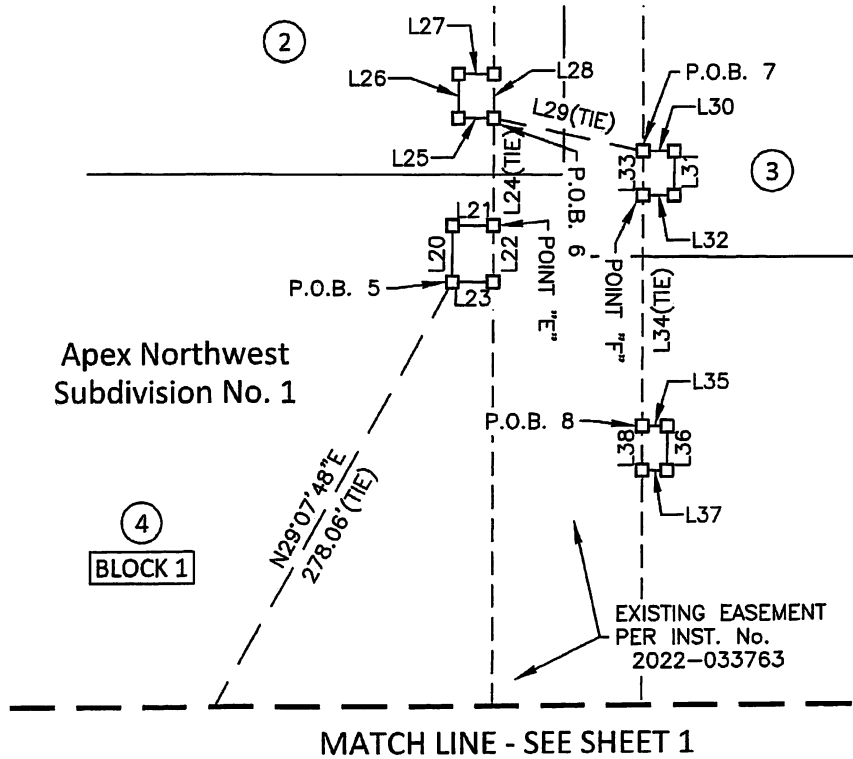 L27
2
L26
L28
P.O.B. 7
L29(TIE)
L30
L25
L24(TIE)
P.O.B. 6
L33
L31
3
L21
L32
L20
L22
POINT "E"
POINT "F"
L34(TIE)
P.O.B. 5
L23
Apex Northwest
Subdivision No. 1
L35
P.O.B. 8
L38
L36
N29°07'48"E
278.06'(TIE)
L37
4
BLOCK 1
EXISTING EASEMENT
PER INST. No.
2022-033763
MATCH LINE - SEE SHEET 1